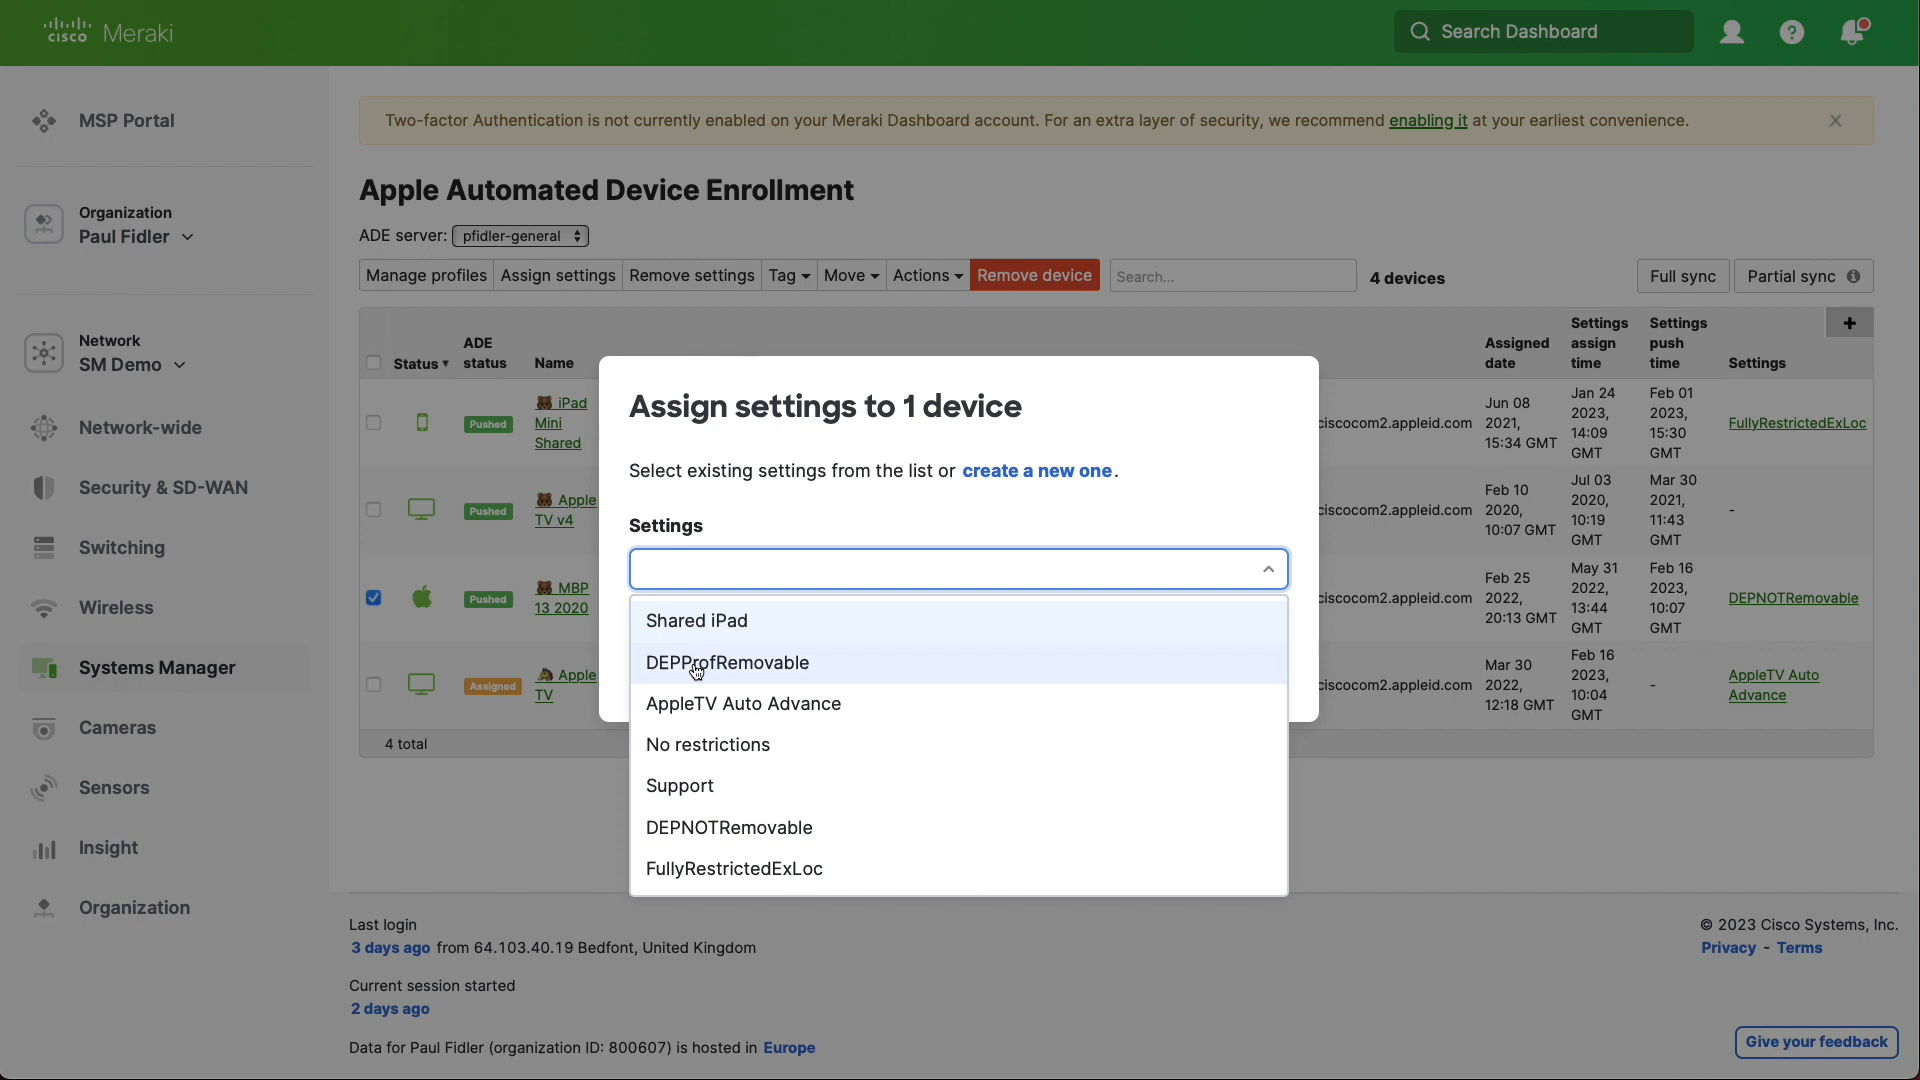 CISCO Meraki
Search Dashboard
MSP Portal
Two-factor Authentication is not currently enabled on your Meraki Dashboard account. For an extra layer of security, we recommend enabling it at your earliest convenience.
Organization
Paul Fidler
Network
SM Demo
Network-wide
Security & SD-WAN
Switching
Wireless
Systems Manager
Cameras
Sensors
Insight
Organization
Apple Automated Device Enrollment
ADE server: pfidler-general
Manage profiles Assign settings Remove settings Tag Move Actions Remove device Search... 4 devices Full sync Partial sync
Status
ADE
status
Name
Assigned
date
Settings
assign
time
Settings
push
time
Settings
+
Pushed
iPad
Mini
Shared
ciscocom2.appleid.com
Jun 08
2021,
15:34 GMT
Jan 24
2023,
14:09
GMT
Feb 01
2023,
15:30
GMT
FullyRestrictedExLoc
Pushed
Apple
TV v4
ciscocom2.appleid.com
Feb 10
2020,
10:07 GMT
Jul 03
2020,
10:19
GMT
Mar 30
2021,
11:43
GMT
-
Pushed
MBP
13 2020
ciscocom2.appleid.com
Feb 25
2022,
20:13 GMT
May 31
2022,
13:44
GMT
Feb 16
2023,
10:07
GMT
DEPNOTRemovable
Assigned
Apple
TV
ciscocom2.appleid.com
Mar 30
2022,
12:18 GMT
Feb 16
2023,
10:04
GMT
-
AppleTV Auto
Advance
4 total
Assign settings to 1 device
Select existing settings from the list or create a new one.
Settings
Shared iPad
DEPProfRemovable
AppleTV Auto Advance
No restrictions
Support
DEPNOTRemovable
FullyRestrictedExLoc
Last login
3 days ago from 64.103.40.19 Bedfont, United Kingdom
Current session started
2 days ago
Data for Paul Fidler (organization ID: 800607) is hosted in Europe
© 2023 Cisco Systems, Inc.
Privacy - Terms
Give your feedback